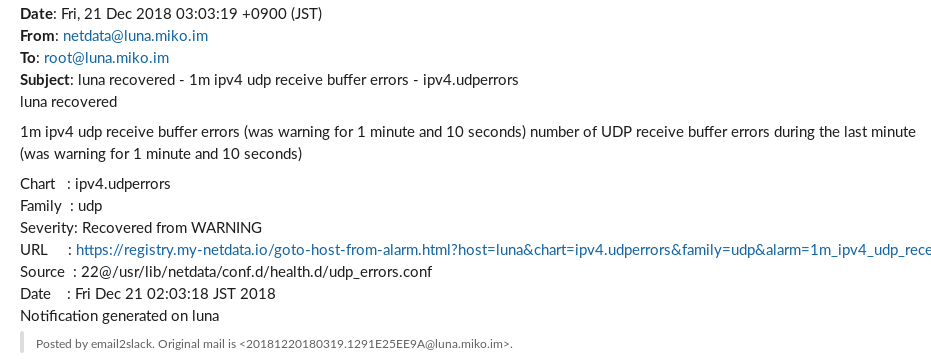 Date: Fri, 21 Dec 2018 03:03:19 +0900 (JST)
From: netdata@luna.miko.im
To: root@luna.miko.im
Subject: luna recovered - 1m ipv4 udp receive buffer errors - ipv4.udperrors
luna recovered
1m ipv4 udp receive buffer errors (was warning for 1 minute and 10 seconds) number of UDP receive buffer errors during the last minute
(was warning for 1 minute and 10 seconds)
Chart : ipv4.udperrors
Family : udp
Severity: Recovered from WARNING
URL : https://registry.my-netdata.io/goto-host-from-alarm.html?host=luna&chart=ipv4.udperrors&family=udp&alarm=1m_ipv4_udp_rece
Source : 22@/usr/lib/netdata/conf.d/health.d/udp_errors.conf
Date : Fri Dec 21 02:03:18 JST 2018
Notification generated on luna
Posted by email2slack. Original mail is <20181220180319.1291E25EE9A@luna.miko.im>.